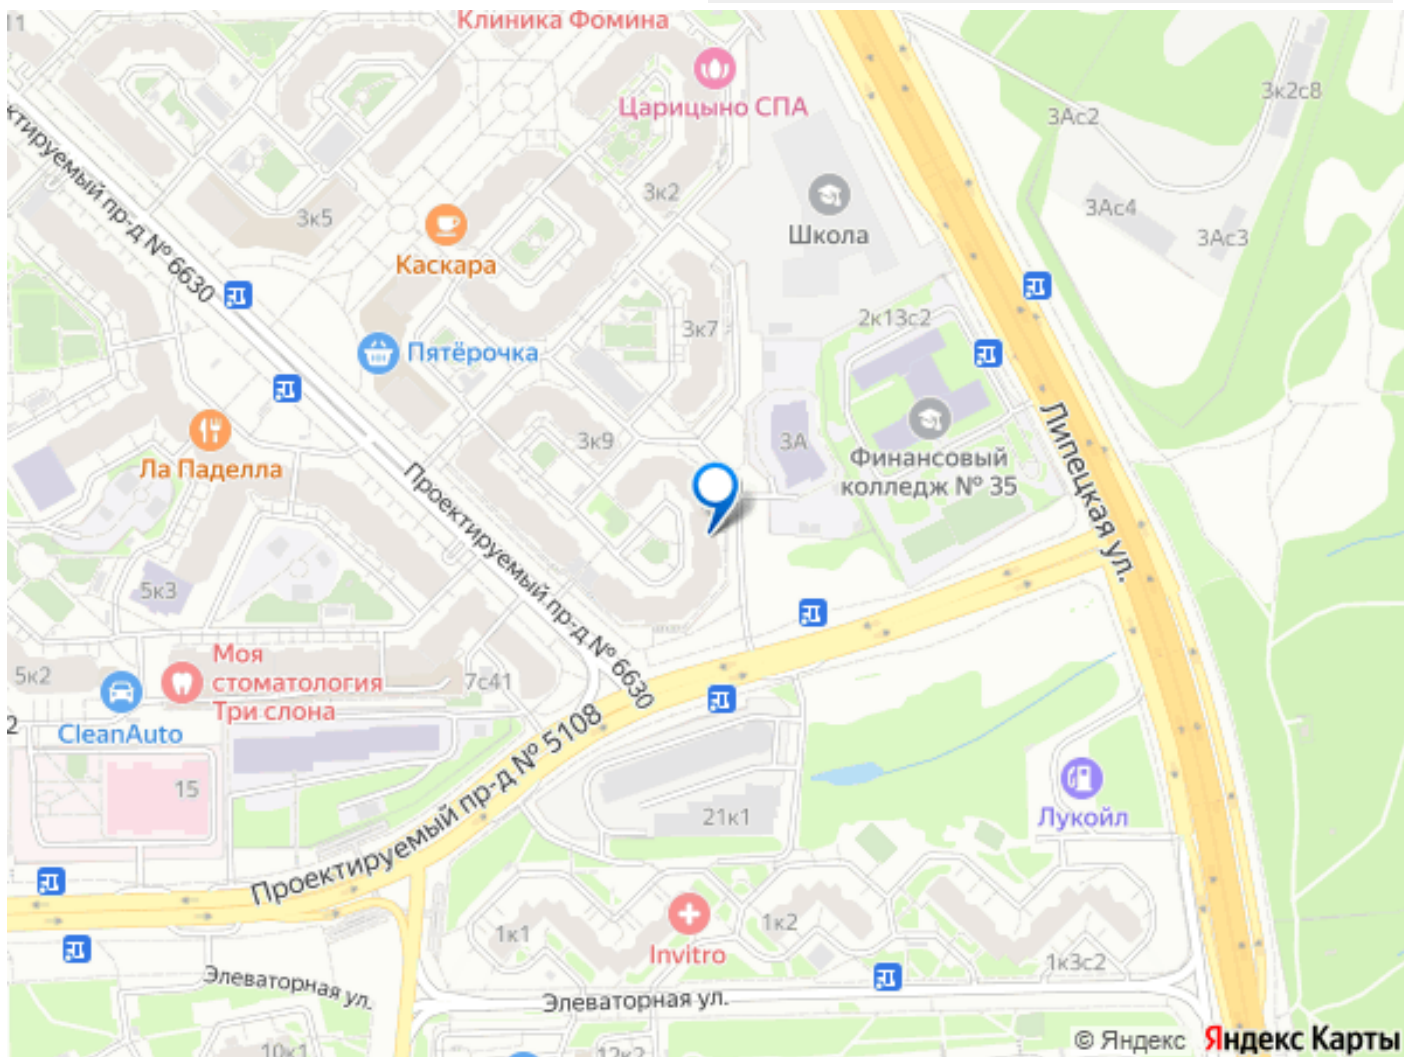 11
Клиника Фомина
Царицыно СПА
3к2с8
3Ас2
3к2
3к5
Школа
3Ас4
3Ас3
ктируемый пр-д № 6630
Каскара
2к13с2
3к7
Пятёрочка
Липецкая ул.
3к9
3А
Ла Паделла
Финансовый
колледж № 35
Проектируемый пр-д № 6630
5к3
5к2
Моя
стоматология
Три слона
7с41
2
CleanAuto
15
Проектируемый пр-д № 5108
21к1
Лукойл
1к1
1к2
Invitro
1к3с2
Элеваторная ул.
Элеваторная ул.
10к1
12к2
© Яндекс Яндекс Карты